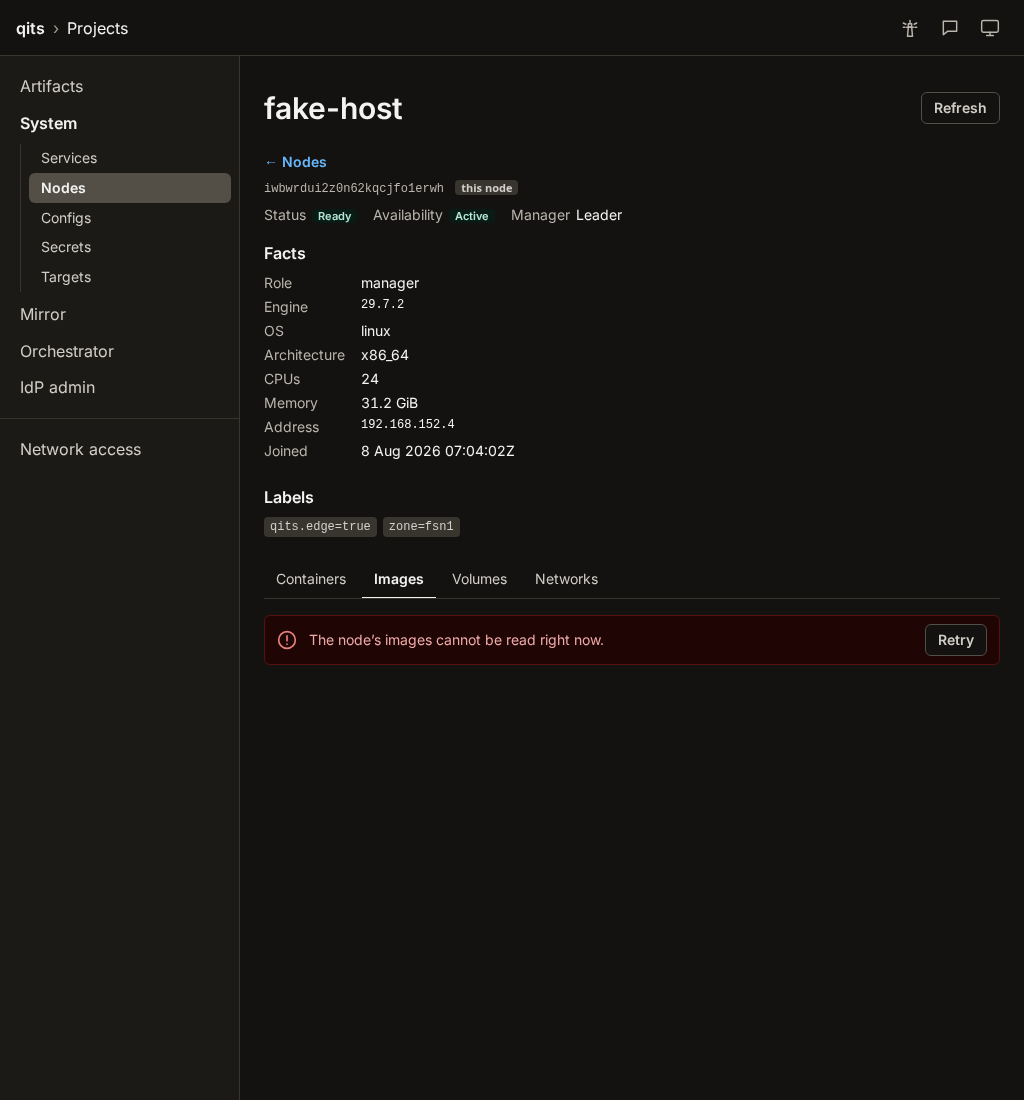 qits › Projects
Artifacts
System
Services
Nodes
Configs
Secrets
Targets
Mirror
Orchestrator
IdP admin
Network access
fake-host
Refresh
← Nodes
iwbwrdui2z0n62kqcjfo1erwh this node
Status Ready Availability Active Manager Leader
Facts
Role manager
Engine 29.7.2
OS linux
Architecture x86_64
CPUs 24
Memory 31.2 GiB
Address 192.168.152.4
Joined 8 Aug 2026 07:04:02Z
Labels
qits.edge=true zone=fsn1
Containers Images Volumes Networks
The node’s images cannot be read right now. Retry